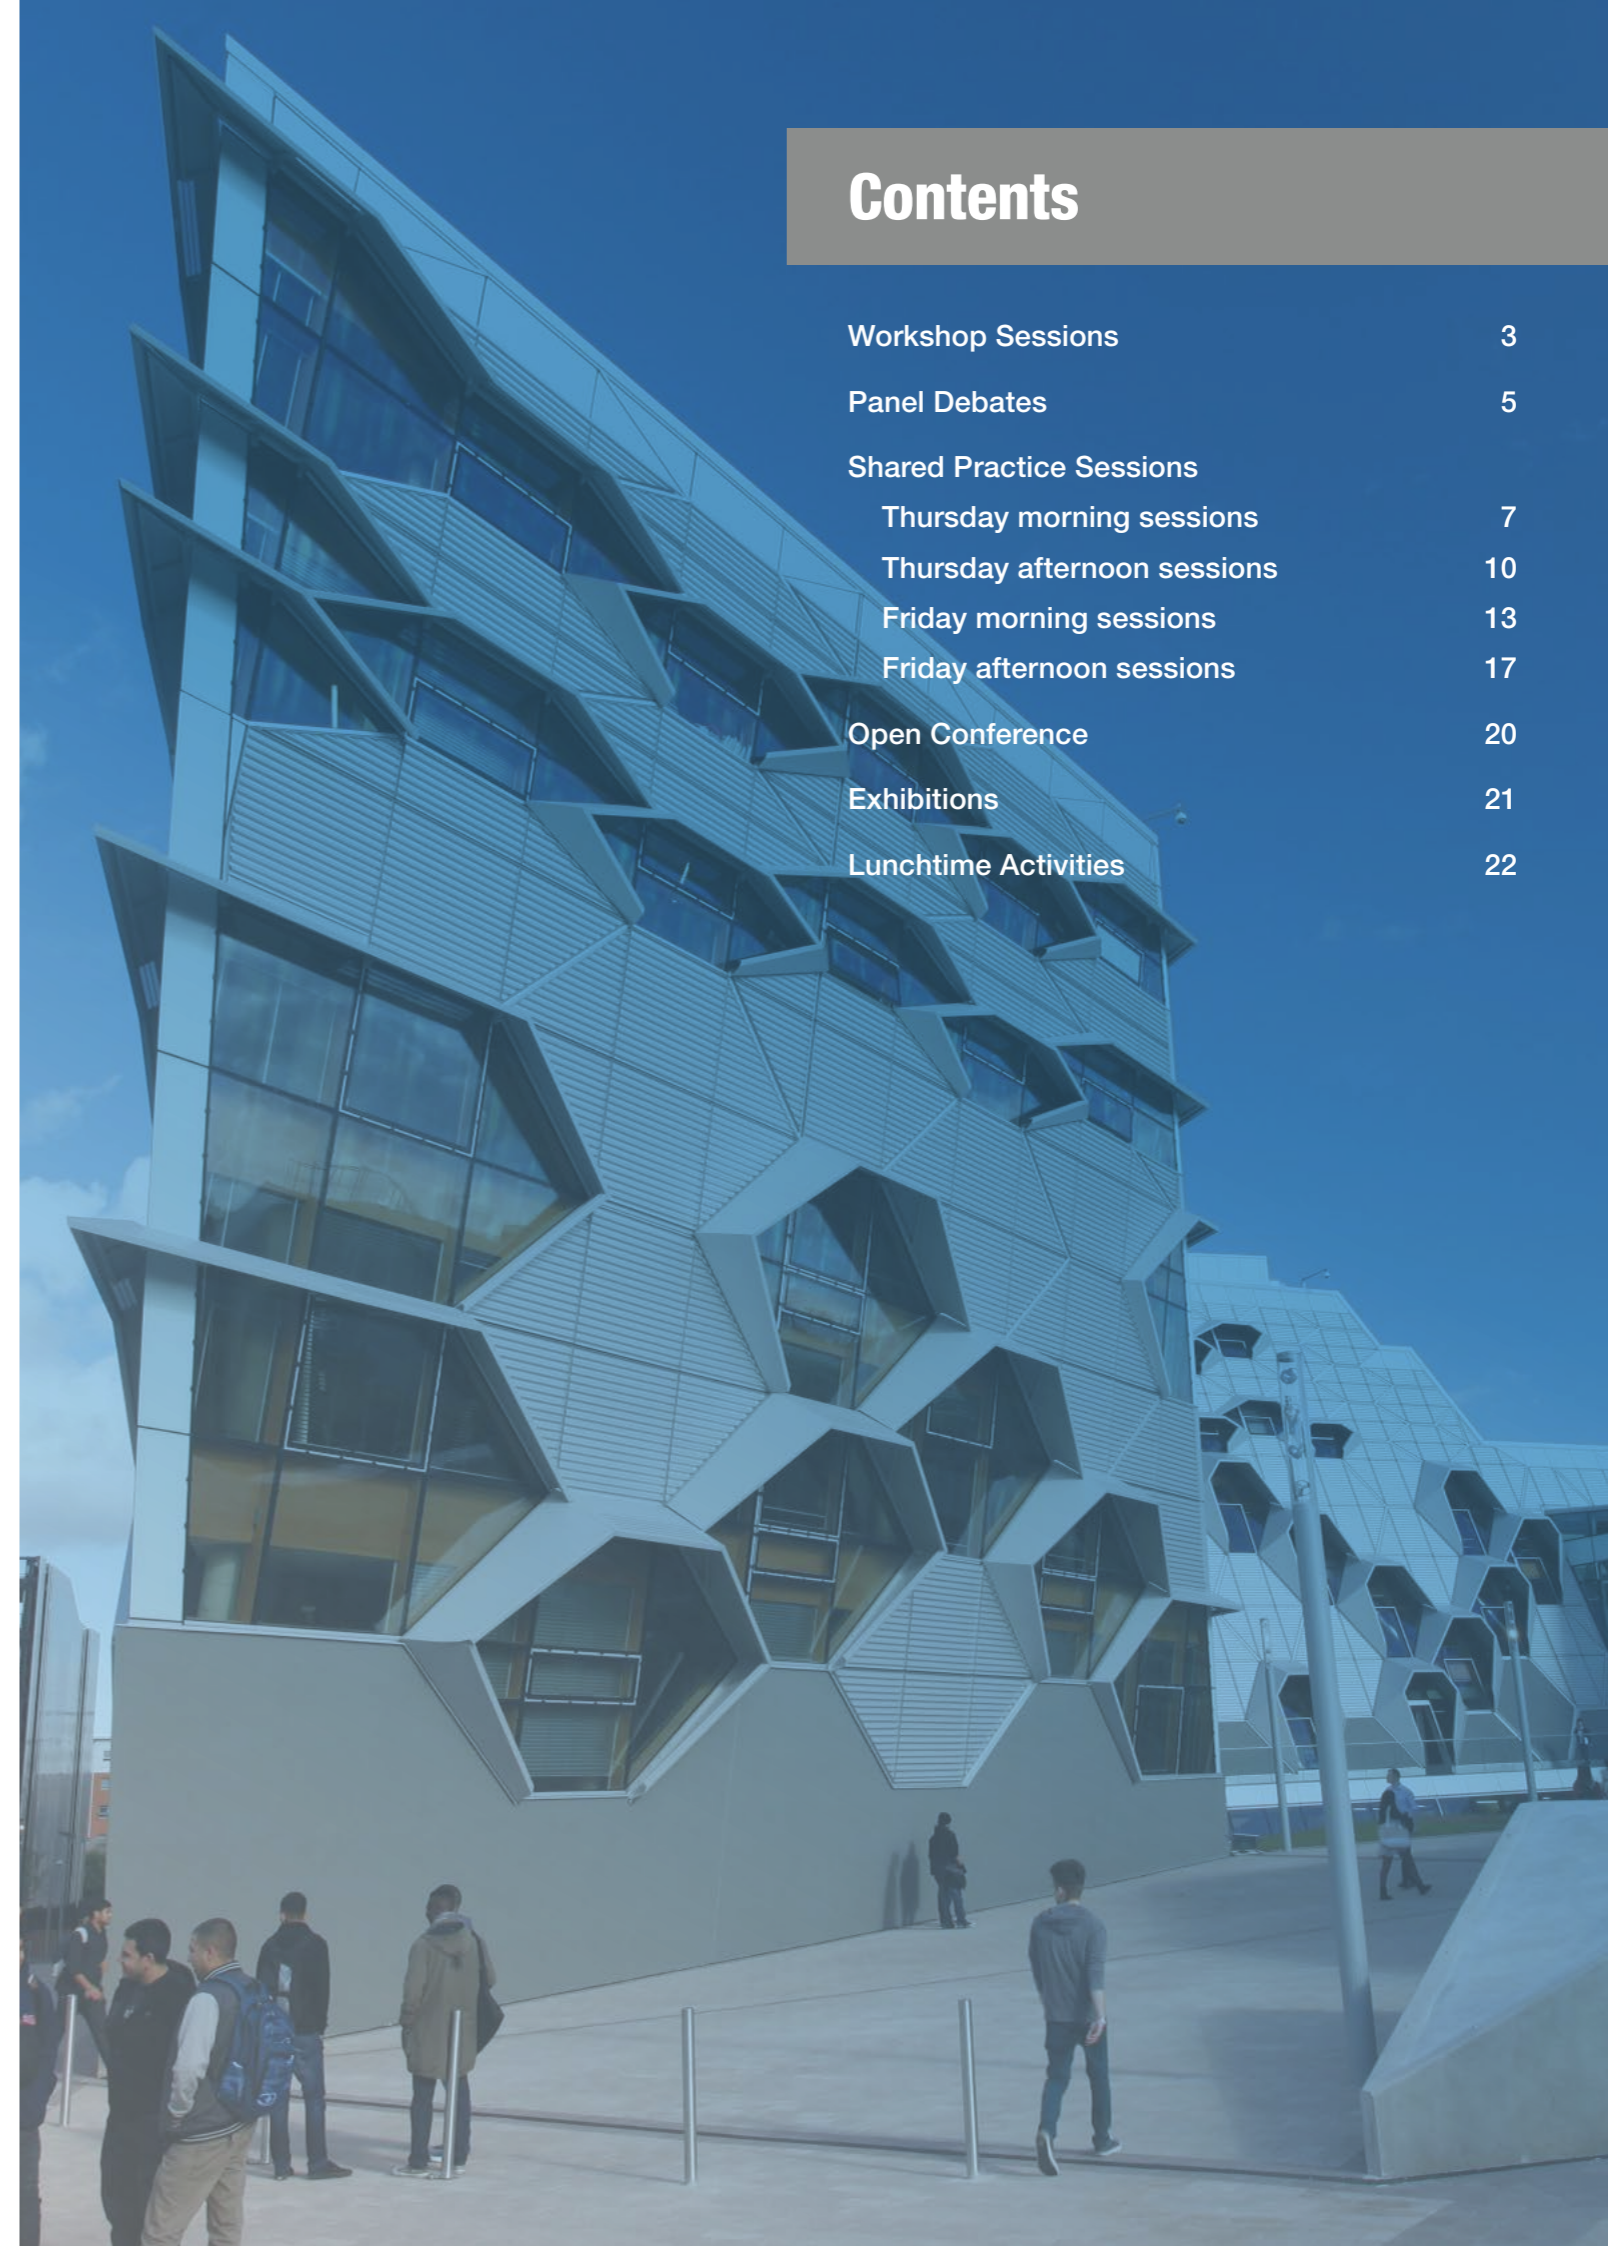 Contents
Workshop Sessions 3
Panel Debates 5
Shared Practice Sessions
Thursday morning sessions 7
Thursday afternoon sessions 10
Friday morning sessions 13
Friday afternoon sessions 17
Open Conference 20
Exhibitions 21
Lunchtime Activities 22